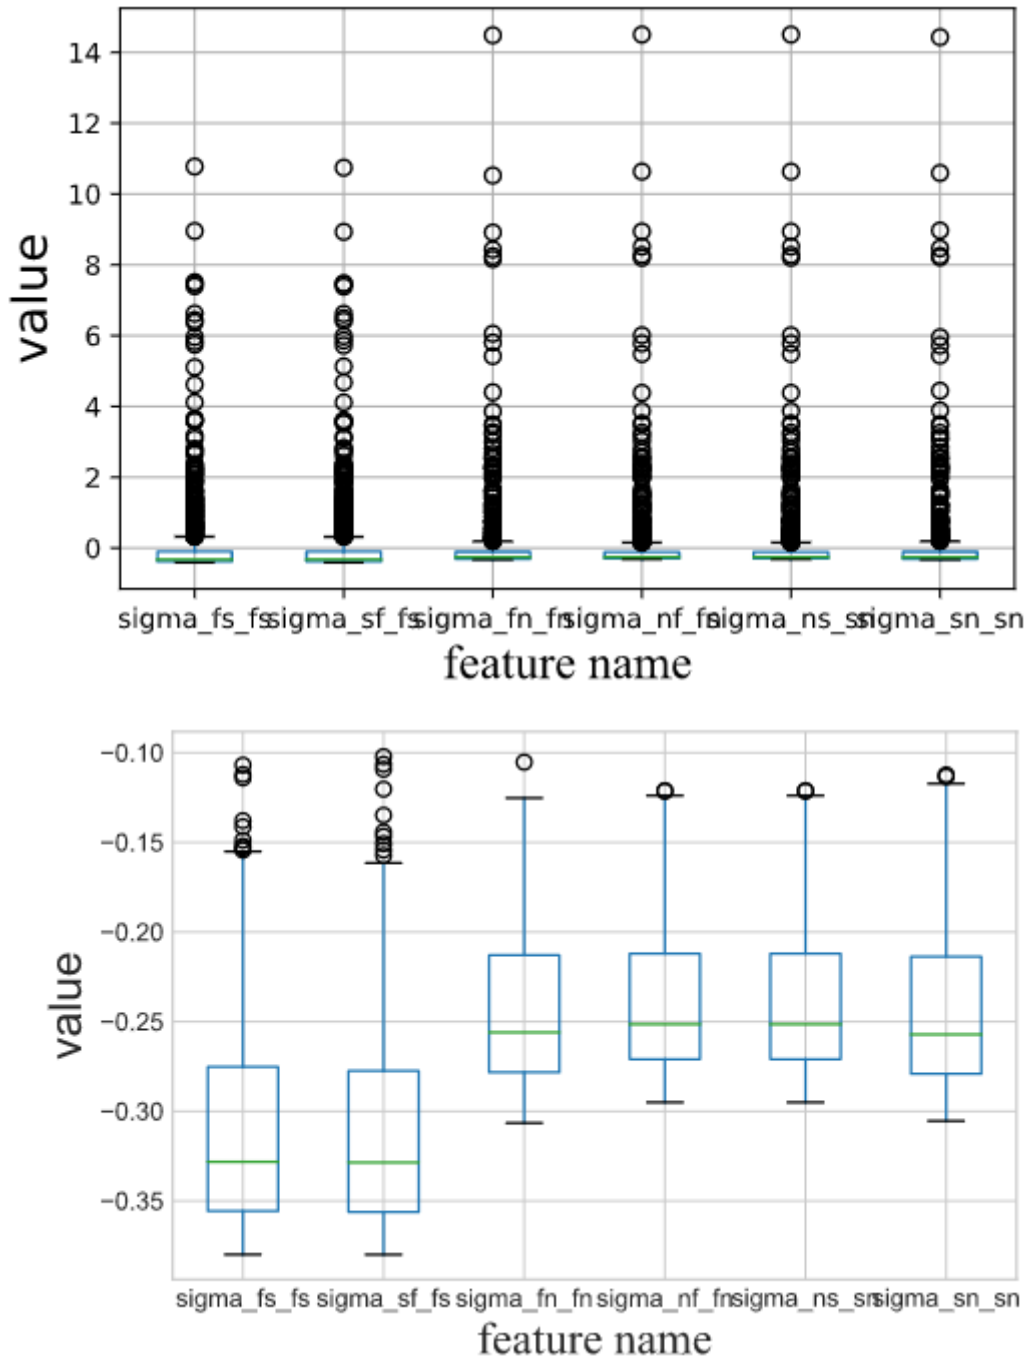 14
12
10
8
6
4
2
0
value
sigma_fs_fs sigma_sf_fs sigma_fn_fn sigma_nf_fn sigma_ns_sn sigma_sn_sn
feature name
−0.10
−0.15
−0.20
−0.25
−0.30
−0.35
value
sigma_fs_fs sigma_sf_fs sigma_fn_fn sigma_nf_fn sigma_ns_sn sigma_sn_sn
feature name